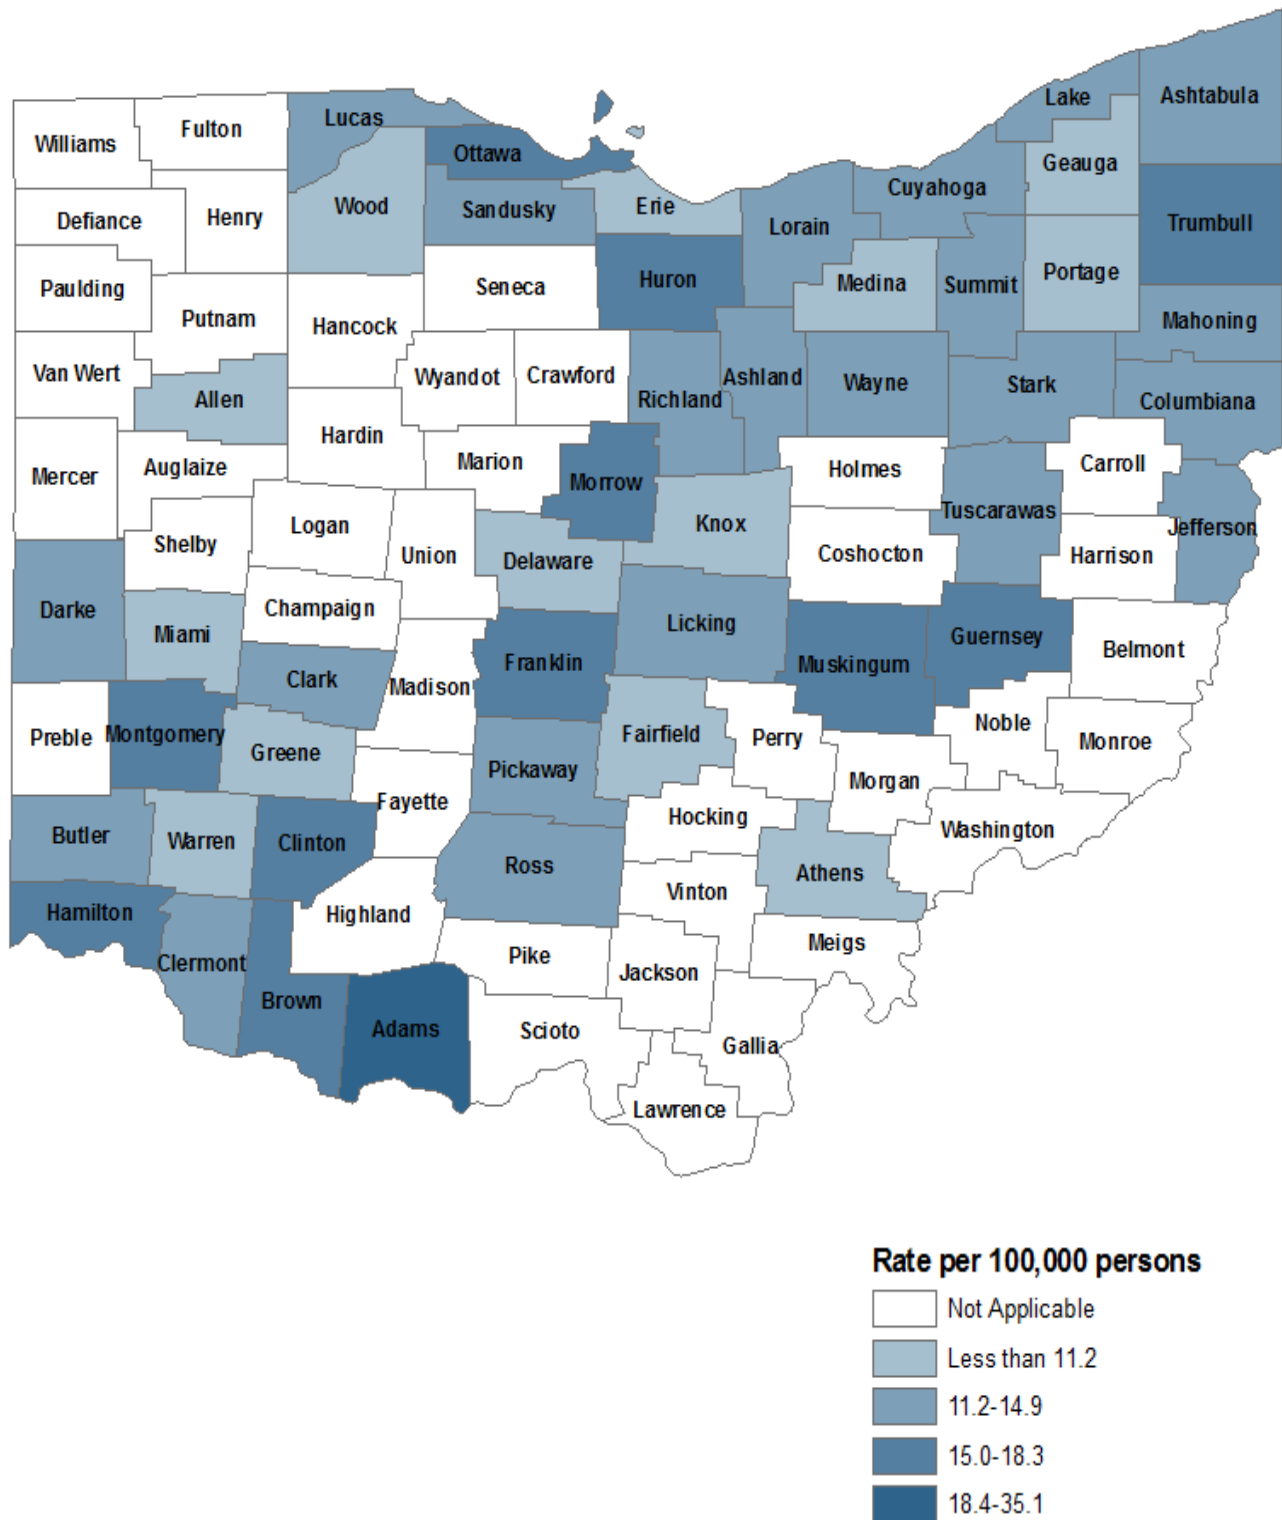 Lake
Ashtabula
Lucas
Fulton
Williams
Ottawa
Geauga
Cuyahoga
Wood
Sandusky
Erie
Henry
Defiance
Lorain
Trumbull
Huron
Medina
Summit
Portage
Seneca
Paulding
Putnam
Hancock
Mahoning
Van Wert
Wyandot
Crawford
Ashland
Wayne
Stark
Allen
Richland
Columbiana
Hardin
Marion
Auglaize
Mercer
Holmes
Carroll
Morrow
Tuscarawas
Logan
Knox
Jefferson
Shelby
Union
Delaware
Coshocton
Harrison
Darke
Champaign
Miami
Licking
Guernsey
Franklin
Muskingum
Belmont
Clark
Madison
Preble
Montgomery
Fairfield
Perry
Noble
Monroe
Greene
Pickaway
Morgan
Fayette
Hocking
Washington
Butler
Warren
Clinton
Ross
Athens
Vinton
Hamilton
Highland
Meigs
Clermont
Pike
Jackson
Brown
Adams
Scioto
Gallia
Lawrence
Rate per 100,000 persons
Not Applicable
Less than 11.2
11.2-14.9
15.0-18.3
18.4-35.1